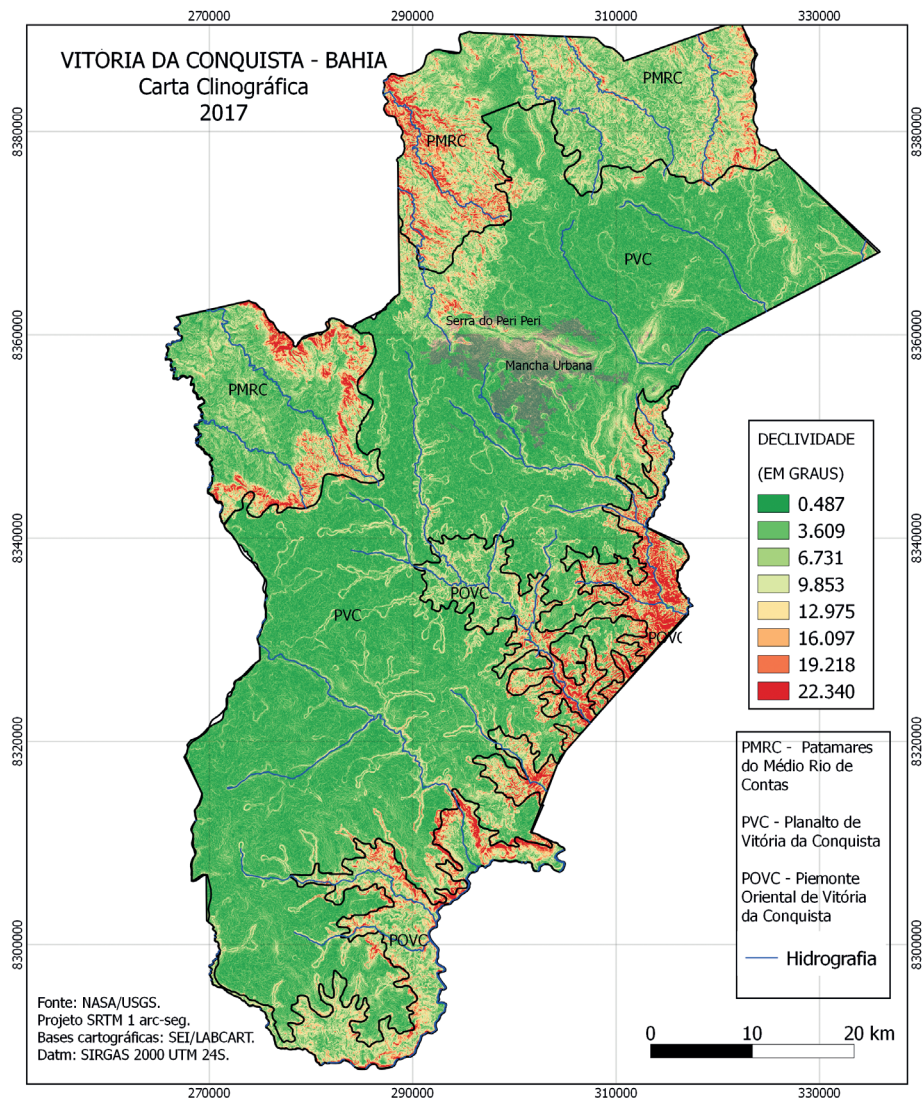 270000 290000 310000 330000
VITÓRIA DA CONQUISTA - BAHIA
Carta Clinográfica
2017
8380000
8380000
PMRC
PMRC
PVC
8360000
8360000
Serra do Peri Peri
Mancha Urbana
PMRC
DECLIVIDADE
(EM GRAUS)
0.487
3.609
6.731
9.853
12.975
16.097
19.218
22.340
8340000
8340000
POVC
PVC
POVC
8320000
8320000
PMRC - Patamares
do Médio Rio de
Contas
PVC - Planalto de
Vitória da Conquista
POVC - Piemonte
Oriental de Vitória
da Conquista
Hidrografia
8300000
8300000
POVC
Fonte: NASA/USGS.
Projeto SRTM 1 arc-seg.
Bases cartográficas: SEI/LABCART.
Datm: SIRGAS 2000 UTM 24S.
0 10 20 km
270000 290000 310000 330000